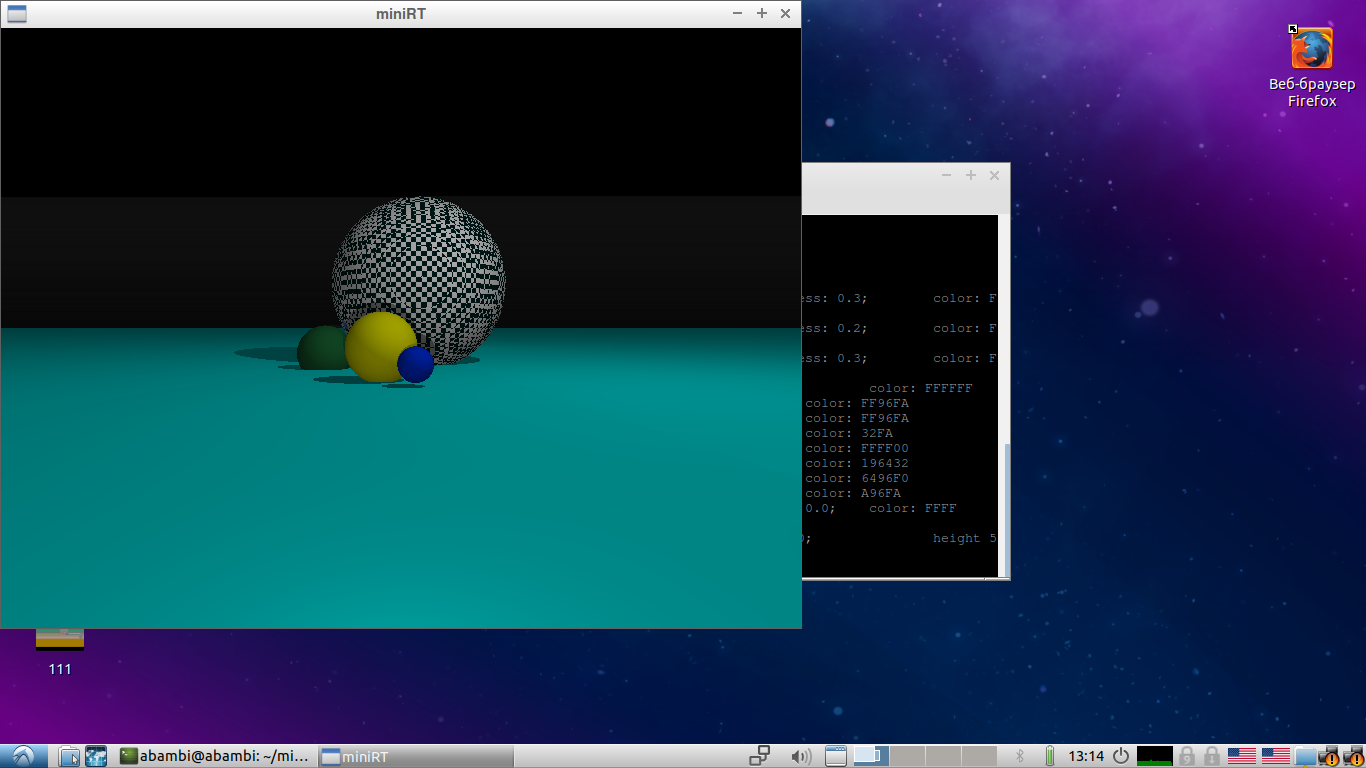 miniRT
Веб-браузер
Firefox
ess: 0.3; color: F
ess: 0.2; color: F
ess: 0.3; color: F
color: FFFFFF
color: FF96FA
color: FF96FA
color: 32FA
color: FFFF00
color: 196432
color: 6496F0
color: A96FA
0.0; color: FFFF
; height 5
111
abambi@abambi: ~/mi...
miniRT
13:14